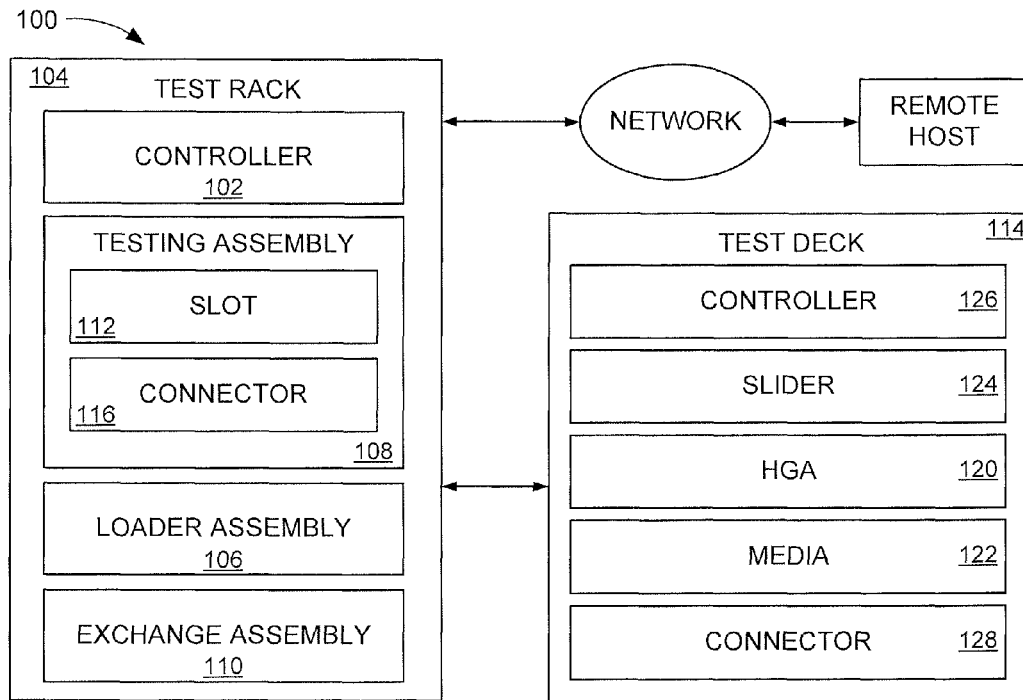 100
104
TEST RACK
CONTROLLER
102
TESTING ASSEMBLY
SLOT
112
CONNECTOR
116
108
LOADER ASSEMBLY
106
EXCHANGE ASSEMBLY
110
NETWORK
REMOTE
HOST
114
TEST DECK
CONTROLLER 126
SLIDER 124
HGA 120
MEDIA 122
CONNECTOR 128